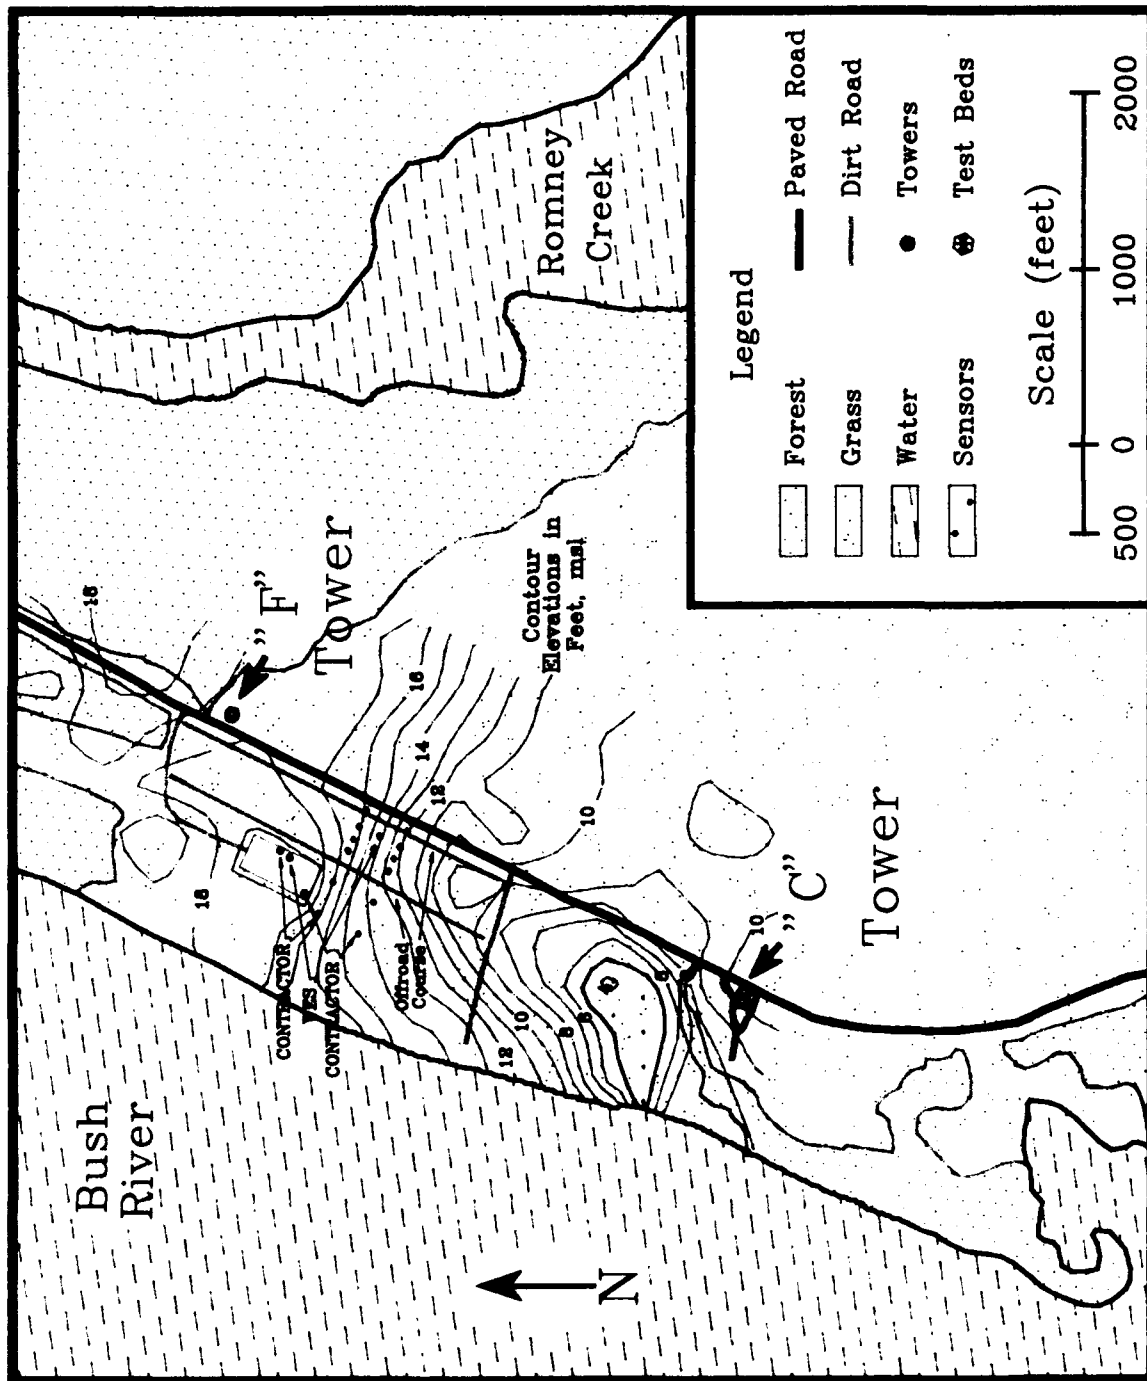 Bush
River
N
Romney
Creek
"F"
Tower
"C"
Tower
Contour
Elevations in
Feet, msl
CONTRACTOR
WES
CONTRACTOR
Offroad
Course
18
18
16
14
12
10
10
12
10
8
6
6
Legend
Forest
Grass
Water
Sensors
Paved Road
Dirt Road
Towers
Test Beds
Scale (feet)
500 0 1000 2000